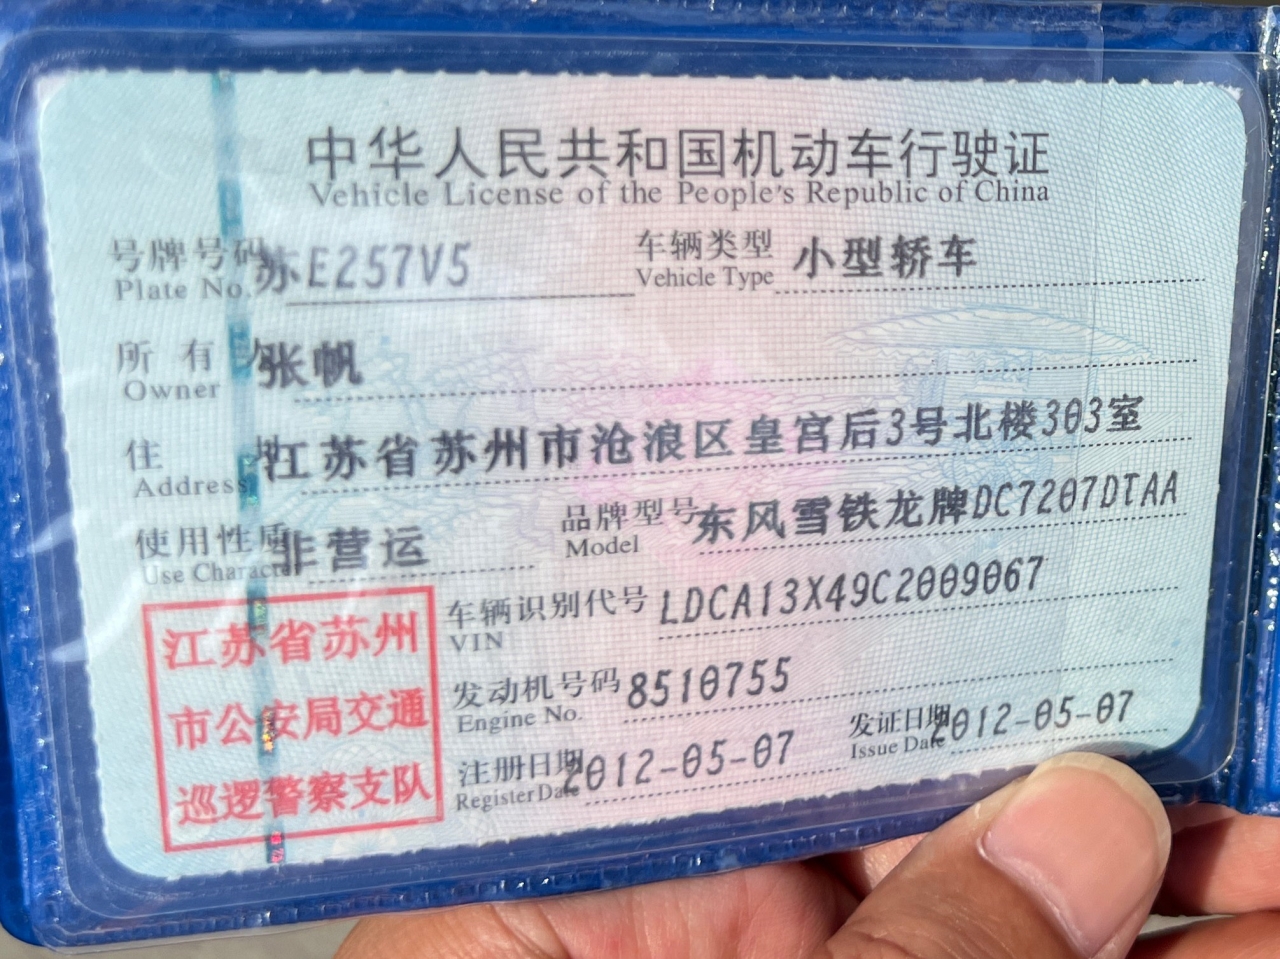 中华人民共和国机动车行驶证
Vehicle License of the People's Republic of China
号牌号码 苏E257V5 车辆类型 小型轿车
Plate No. Vehicle Type
所有人 张帆
Owner
住址 江苏省苏州市沧浪区皇宫后3号北楼303室
Address
使用性质 非营运 品牌型号 东风雪铁龙牌DC7207DTAA
Use Character Model
车辆识别代号 LDCA13X49C2009067
VIN
发动机号码 8510755
Engine No.
注册日期 2012-05-07 发证日期 2012-05-07
Register Date Issue Date
江苏省苏州
市公安局交通
巡逻警察支队